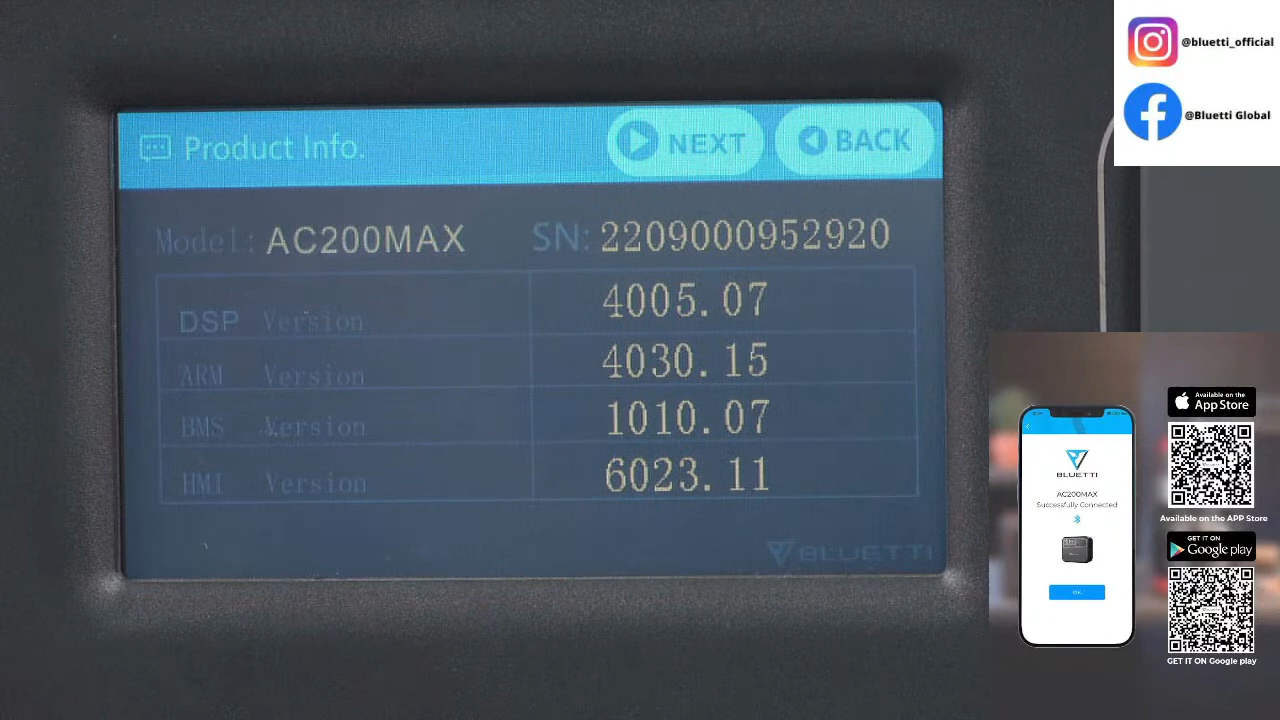 Product Info.
NEXT
BACK
Model: AC200MAX
SN: 2209000952920
DSP Version 4005.07
ARM Version 4030.15
BMS Version 1010.07
HMI Version 6023.11
BLUETTI
@bluetti_official
@Bluetti Global
BLUETTI
AC200MAX
Successfully Connected
OK
Available on the
App Store
Available on the APP Store
GET IT ON
Google play
GET IT ON Google play